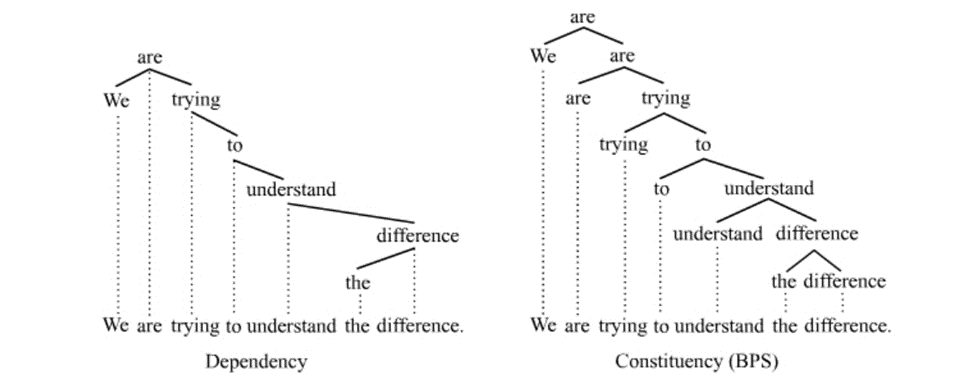 are
We
trying
to
understand
difference
the
We are trying to understand the difference.
Dependency
are
We
are
are
trying
trying
to
to
understand
understand difference
the difference
We are trying to understand the difference.
Constituency (BPS)